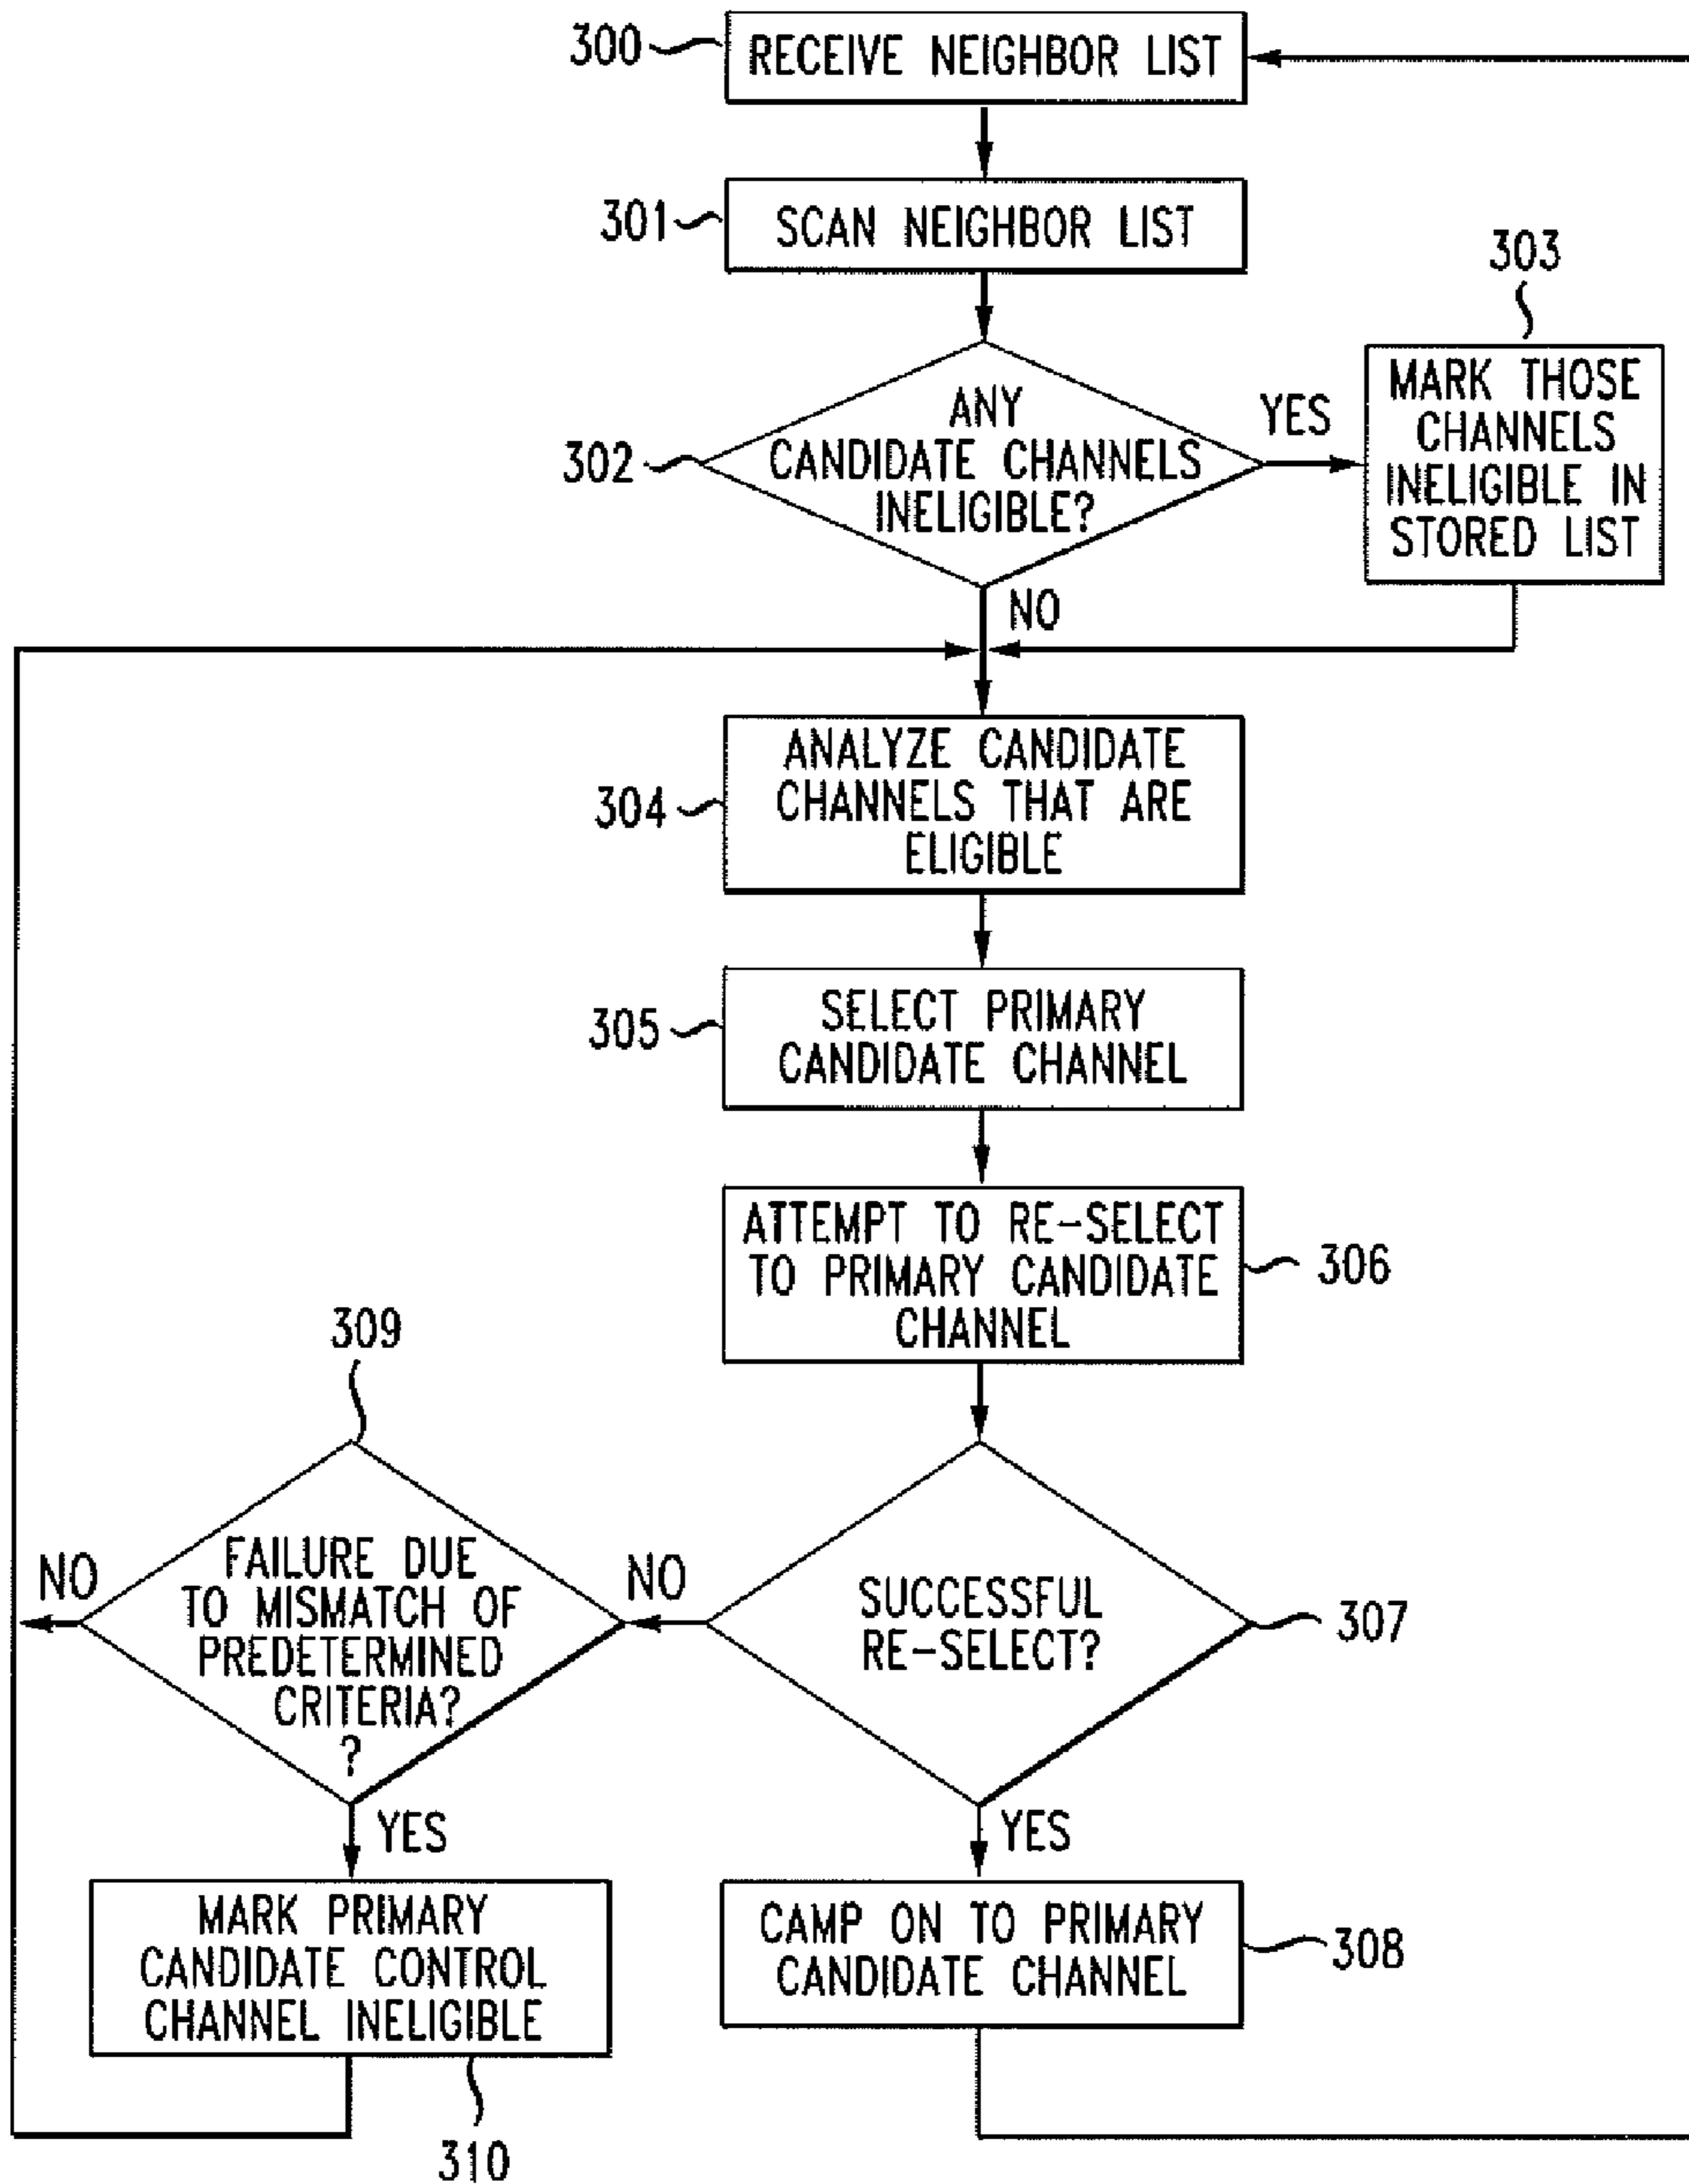 300
RECEIVE NEIGHBOR LIST
301
SCAN NEIGHBOR LIST
303
302
ANY
CANDIDATE CHANNELS
INELIGIBLE?
YES
MARK THOSE
CHANNELS
INELIGIBLE IN
STORED LIST
NO
304
ANALYZE CANDIDATE
CHANNELS THAT ARE
ELIGIBLE
305
SELECT PRIMARY
CANDIDATE CHANNEL
ATTEMPT TO RE-SELECT
TO PRIMARY CANDIDATE
CHANNEL
306
309
NO
FAILURE DUE
TO MISMATCH OF
PREDETERMINED
CRITERIA?
?
NO
SUCCESSFUL
RE-SELECT?
307
YES
YES
MARK PRIMARY
CANDIDATE CONTROL
CHANNEL INELIGIBLE
CAMP ON TO PRIMARY
CANDIDATE CHANNEL
308
310